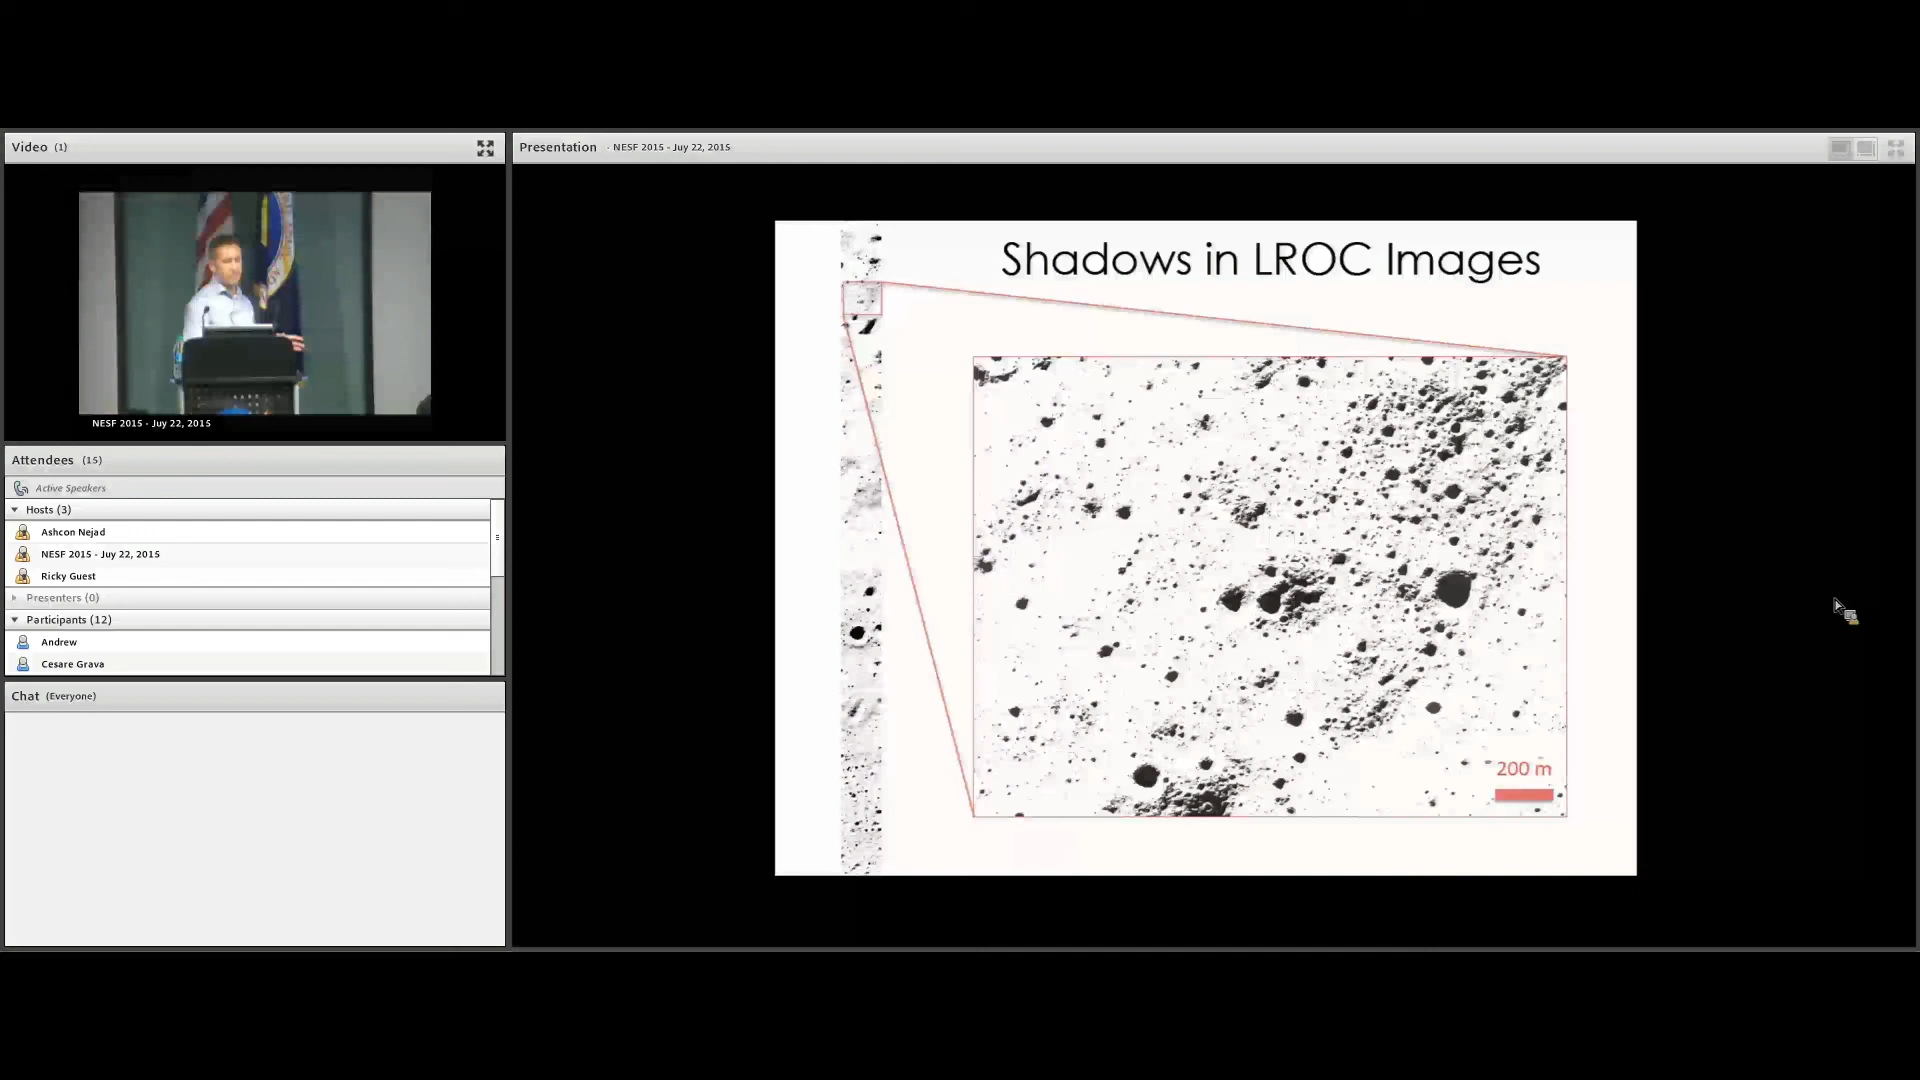 Video (1)
NESF 2015 - Juy 22, 2015
Attendees (15)
Active Speakers
Hosts (3)
Ashcon Nejad
NESF 2015 - Juy 22, 2015
Ricky Guest
Presenters (0)
Participants (12)
Andrew
Cesare Grava
Chat (Everyone)
Presentation - NESF 2015 - Juy 22, 2015
Shadows in LROC Images
200 m